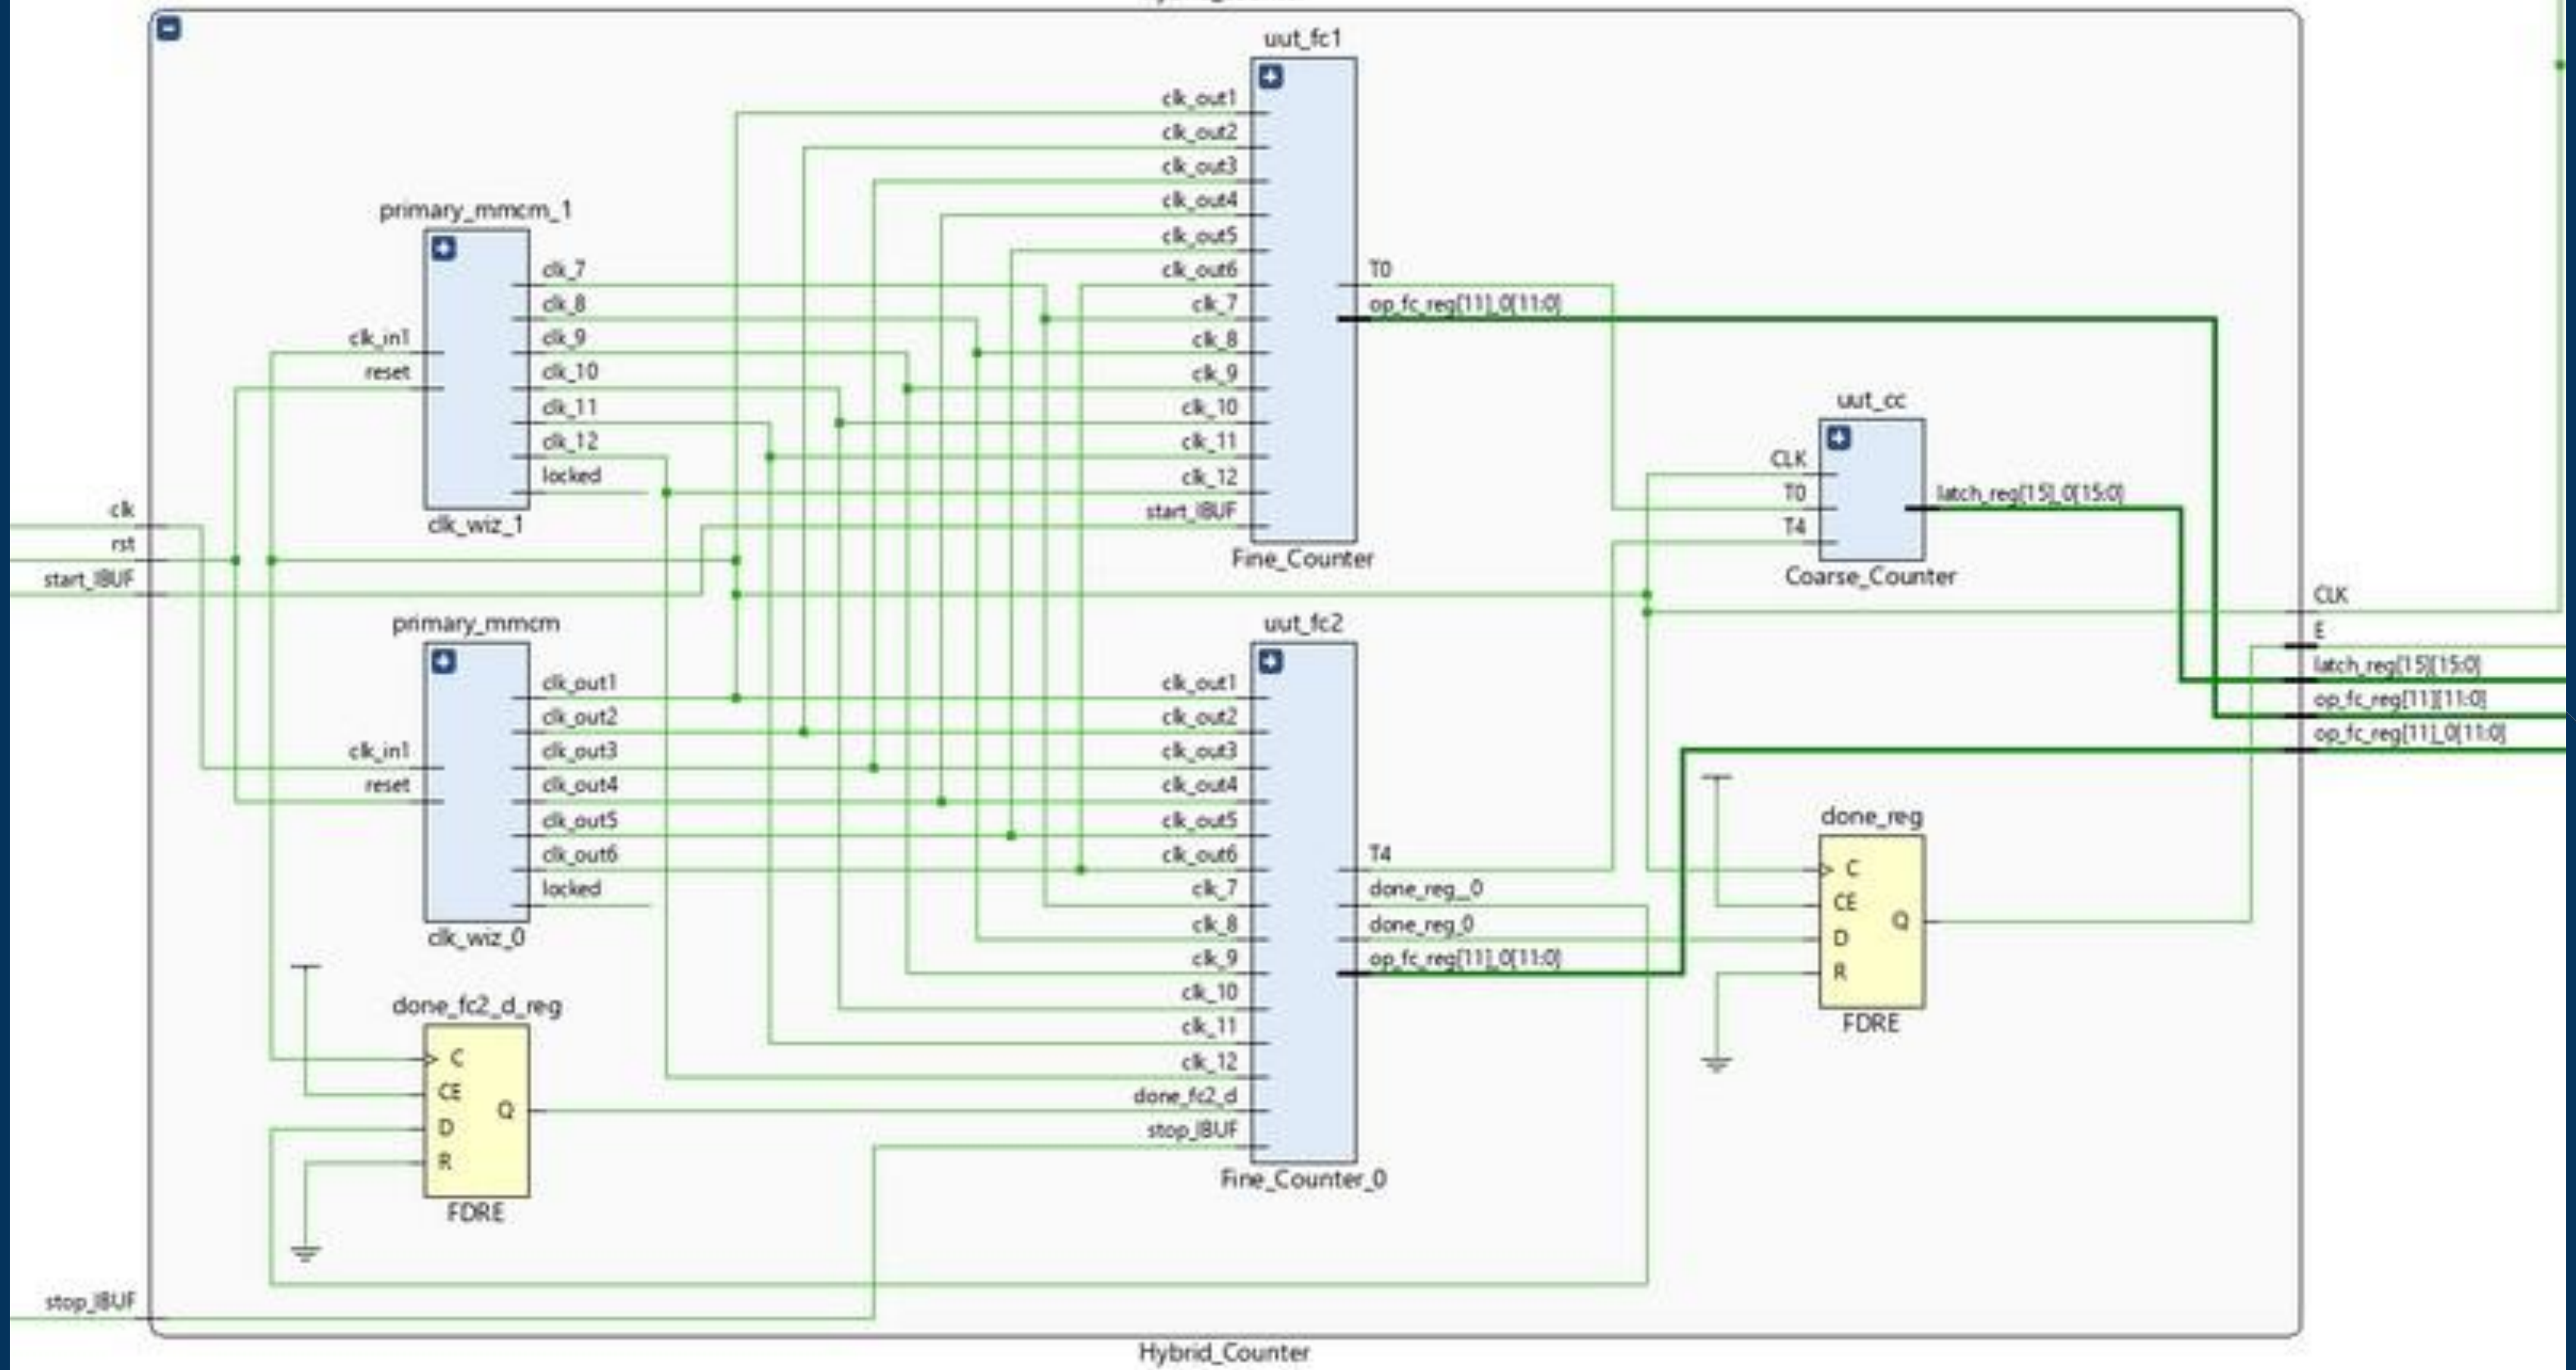 uut_fc1
clk_out1
clk_out2
clk_out3
clk_out4
clk_out5
clk_out6
clk_7
clk_8
clk_9
clk_10
clk_11
clk_12
start_IBUF
T0
op_fc_reg[11]_0[11:0]
Fine_Counter
primary_mmcm_1
clk_in1
reset
clk_7
clk_8
clk_9
clk_10
clk_11
clk_12
locked
clk_wiz_1
clk
rst
start_IBUF
uut_cc
CLK
T0
T4
latch_reg[15]_0[15:0]
Coarse_Counter
primary_mmcm
clk_in1
reset
clk_out1
clk_out2
clk_out3
clk_out4
clk_out5
clk_out6
locked
clk_wiz_0
uut_fc2
clk_out1
clk_out2
clk_out3
clk_out4
clk_out5
clk_out6
clk_7
clk_8
clk_9
clk_10
clk_11
clk_12
done_fc2_d
stop_IBUF
T4
done_reg__0
done_reg_0
op_fc_reg[11]_0[11:0]
Fine_Counter_0
CLK
E
latch_reg[15][15:0]
op_fc_reg[11][11:0]
op_fc_reg[11]_0[11:0]
done_reg
C
CE
D
R
Q
FDRE
done_fc2_d_reg
C
CE
D
R
Q
FDRE
stop_IBUF
Hybrid_Counter